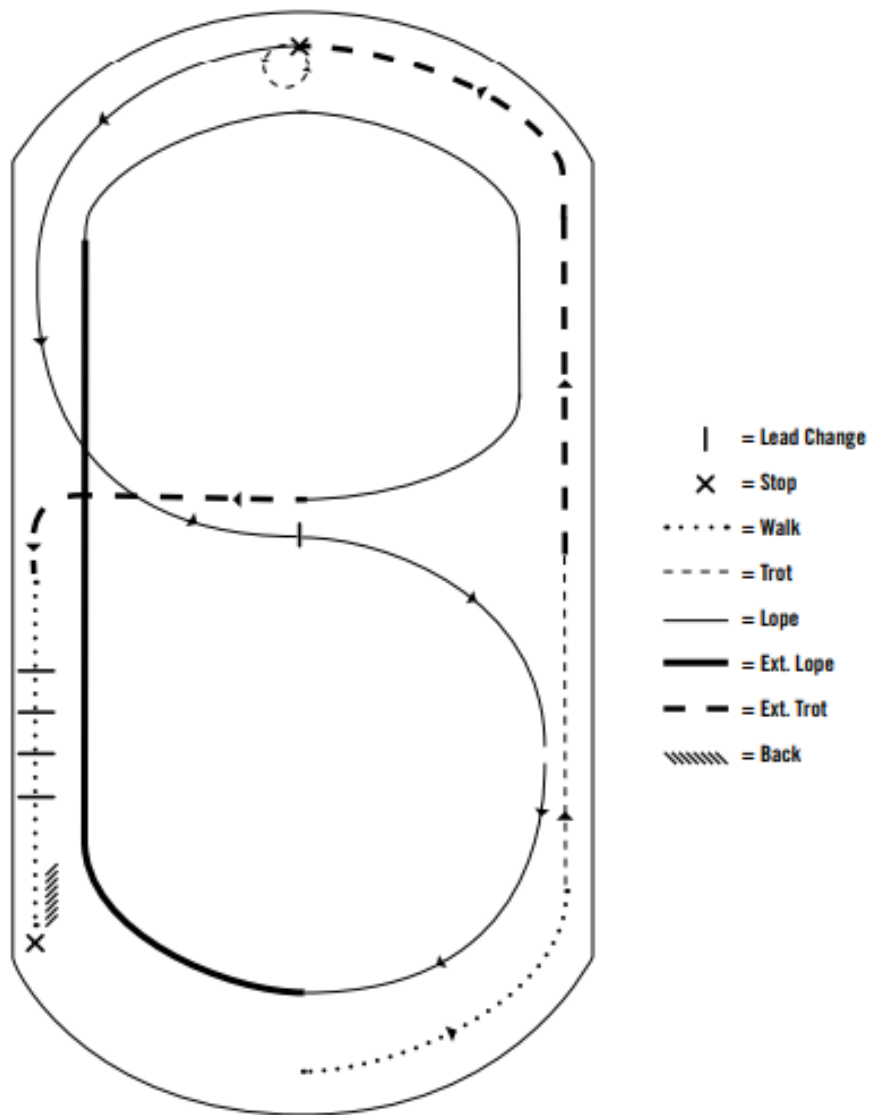 = Lead Change
= Stop
= Walk
= Trot
= Lope
= Ext. Lope
= Ext. Trot
= Back